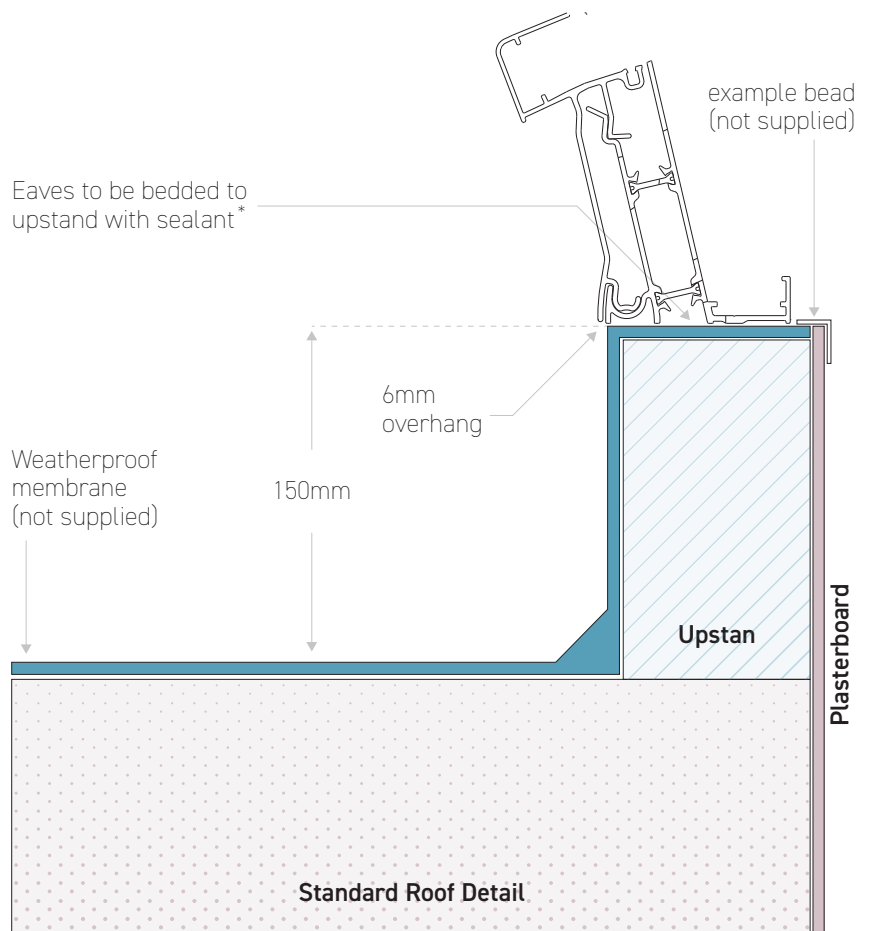 example bead
(not supplied)
Eaves to be bedded to
upstand with sealant*
6mm
overhang
Weatherproof
membrane
(not supplied)
150mm
Upstan
Plasterboard
Standard Roof Detail